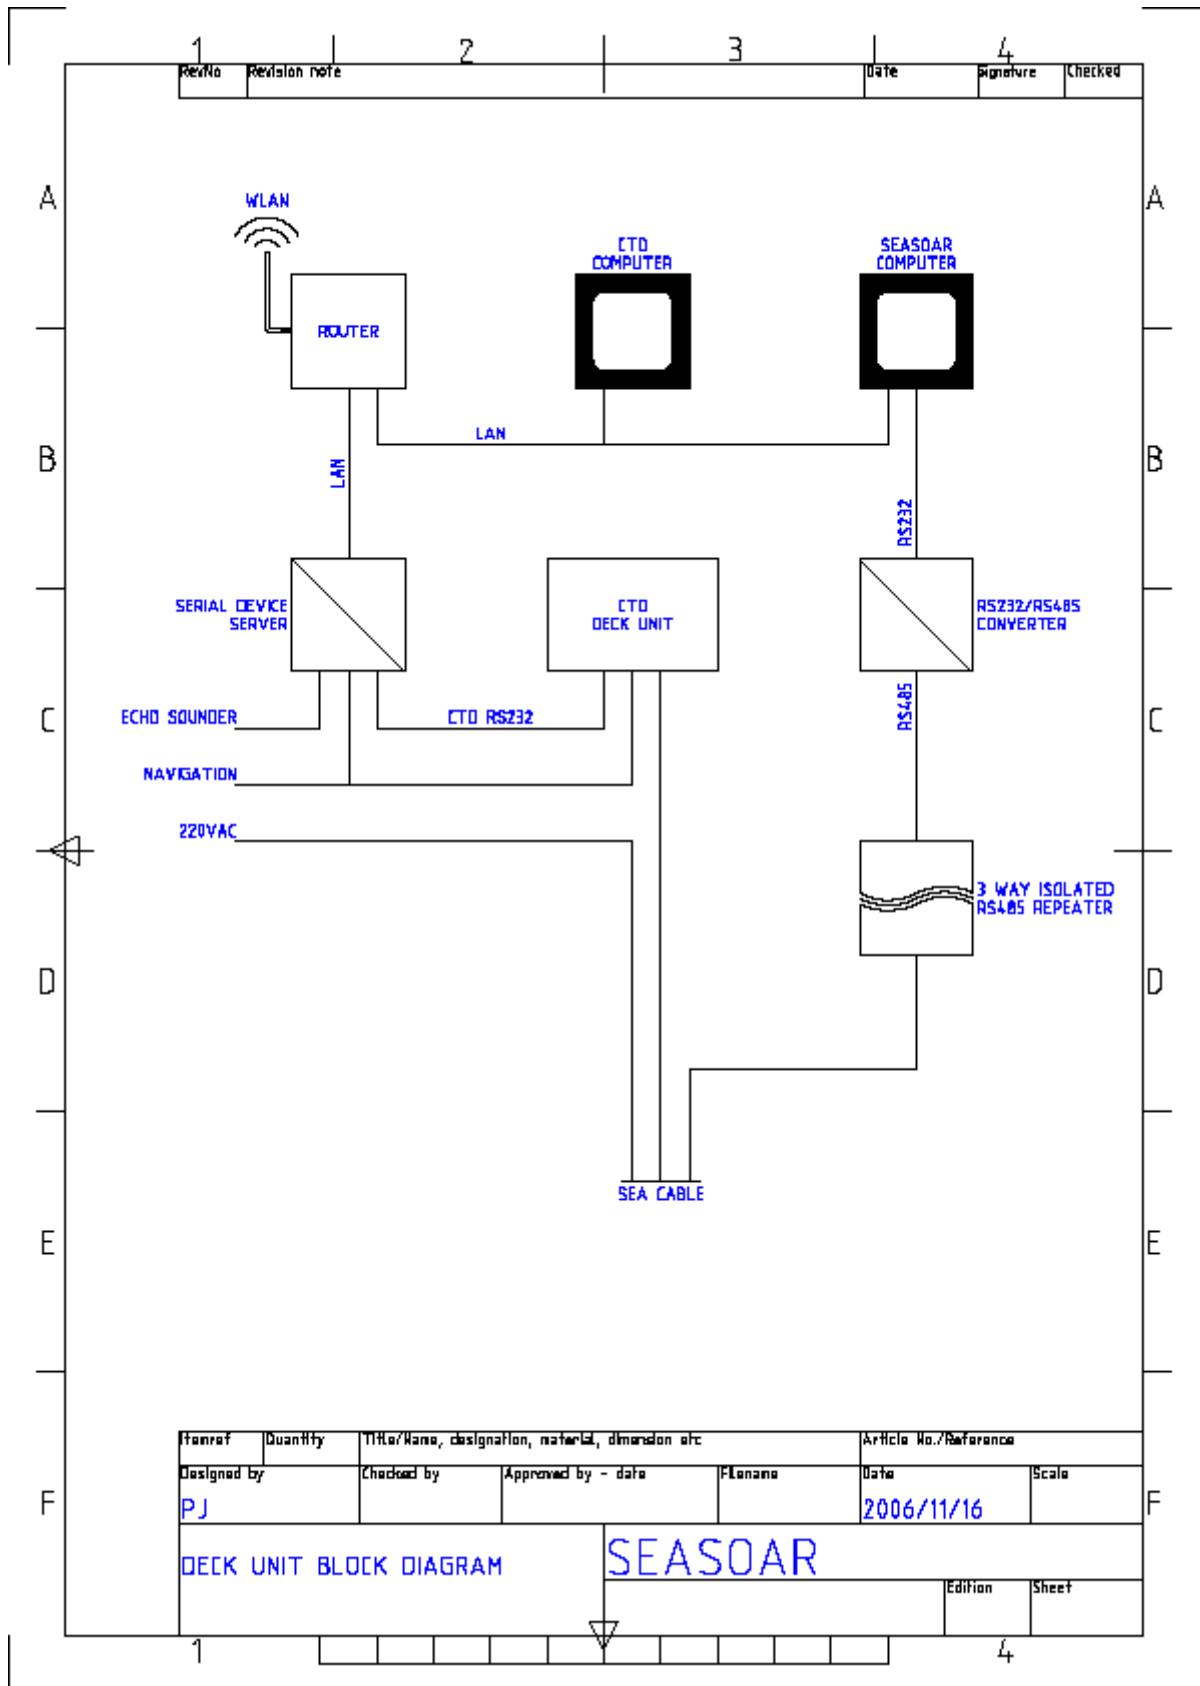 1 2 3 4
RevNo Revision note Date Signature Checked
A A
WLAN
CTD
COMPUTER
SEASOAR
COMPUTER
ROUTER
LAN
B B
LAN
RS232
SERIAL DEVICE
SERVER
CTD
DECK UNIT
RS232/RS485
CONVERTER
RS485
ECHO SOUNDER
CTD RS232
C C
NAVIGATION
220VAC
3 WAY ISOLATED
RS485 REPEATER
D D
SEA CABLE
E E
Itemref Quantity Title/Name, designation, material, dimension etc Article No./Reference
Designed by Checked by Approved by - date Filename Date Scale
F F
PJ 2006/11/16
DECK UNIT BLOCK DIAGRAM
SEASOAR
Edition Sheet
1 4